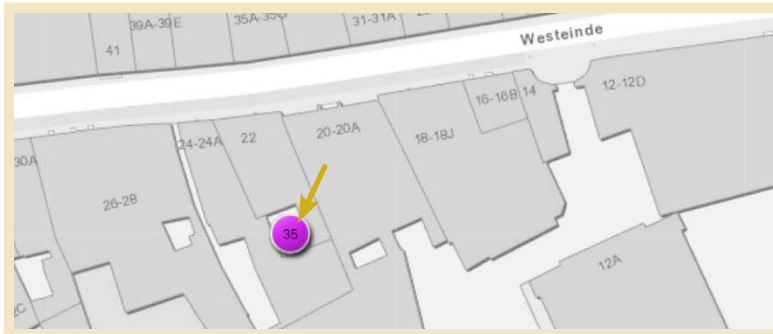 39A-39E
35A-35G
31-31A
41
Westeinde
12-12D
16-16B
14
24-24A
22
20-20A
18-18J
30A
26-28
35
12A
2C